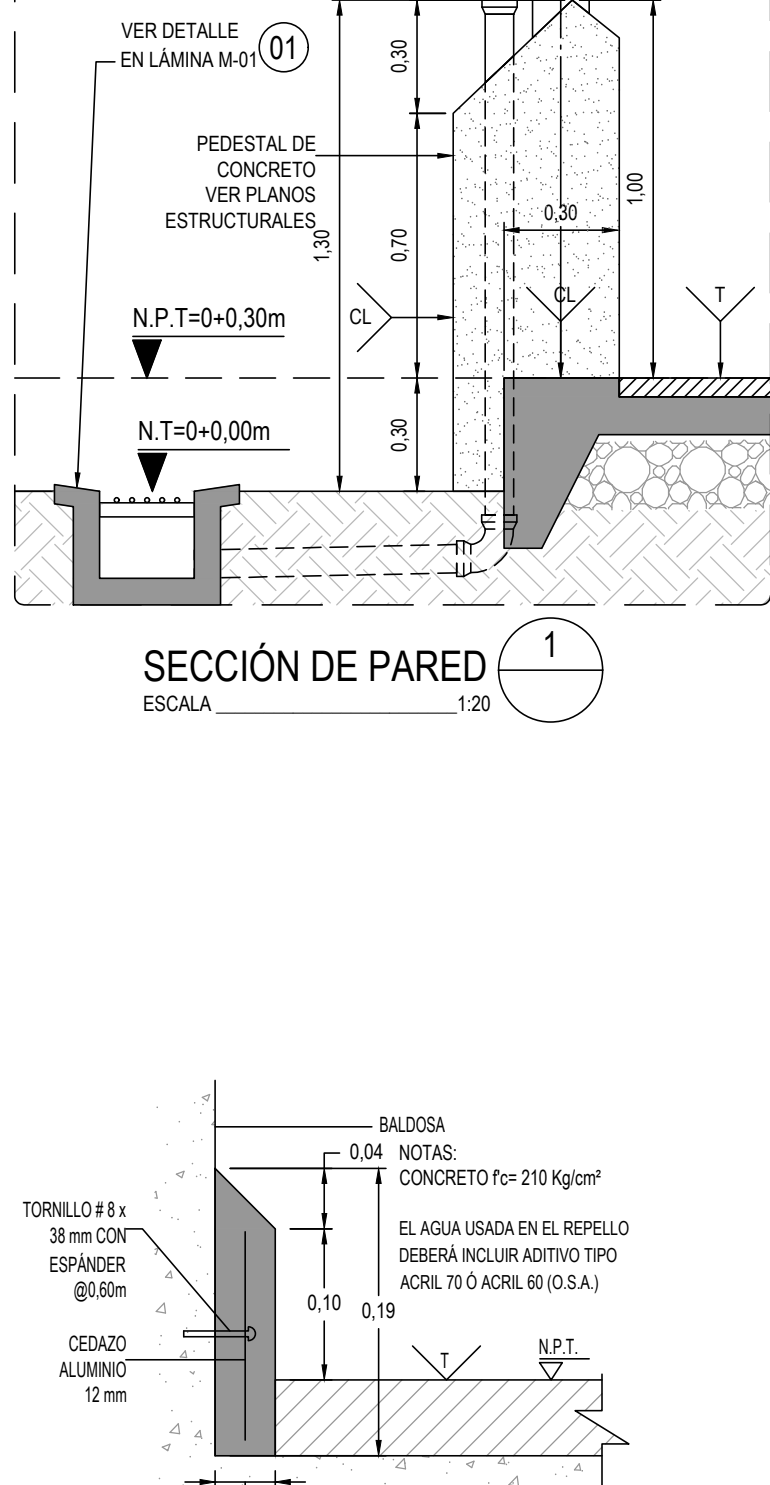 VER DETALLE
EN LÁMINA M-01
01
0,30
PEDESTAL DE
CONCRETO
VER PLANOS
ESTRUCTURALES
1,30
0,70
0,30
1,00
CL
CL
T
N.P.T=0+0,30m
0,30
N.T=0+0,00m
SECCIÓN DE PARED
1
ESCALA 1:20
BALDOSA
0,04
NOTAS:
CONCRETO f'c= 210 Kg/cm²
TORNILLO # 8 x
38 mm CON
ESPÁNDER
@0,60m
EL AGUA USADA EN EL REPELLO
DEBERÁ INCLUIR ADITIVO TIPO
ACRIL 70 Ó ACRIL 60 (O.S.A.)
0,10
0,19
CEDAZO
ALUMINIO
12 mm
T
N.P.T.